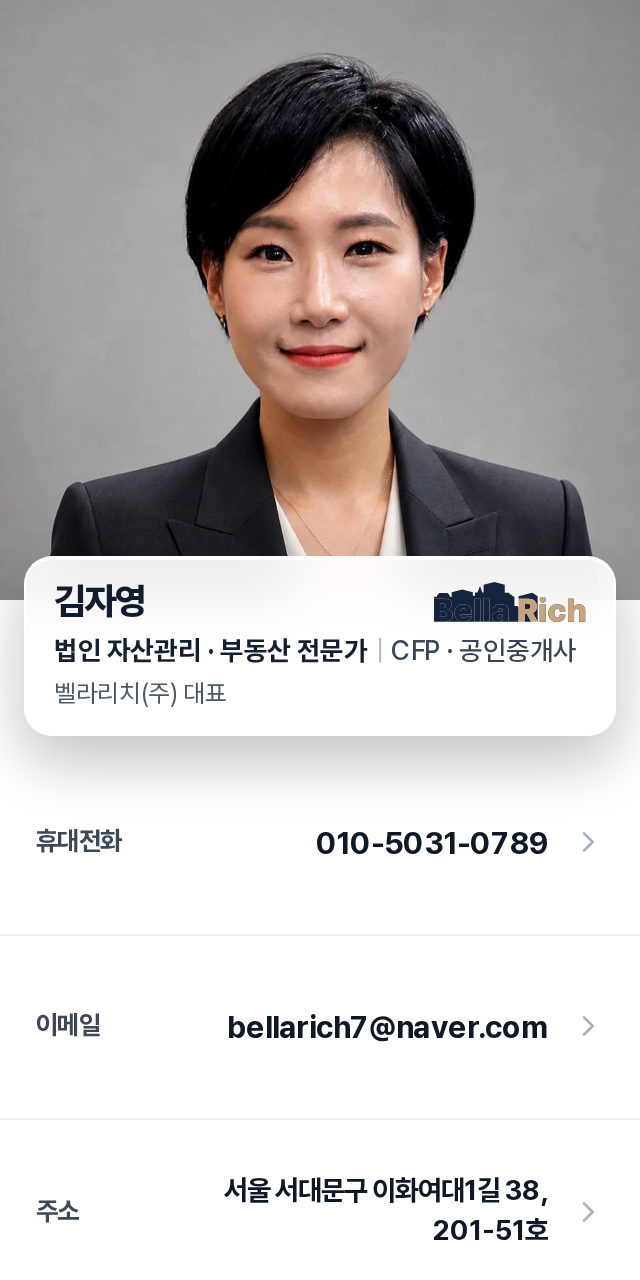 김자영
BellaRich
법인 자산관리 · 부동산 전문가 | CFP · 공인중개사
벨라리치(주) 대표
휴대전화
010-5031-0789
이메일
bellarich7@naver.com
주소
서울 서대문구 이화여대1길 38,
201-51호